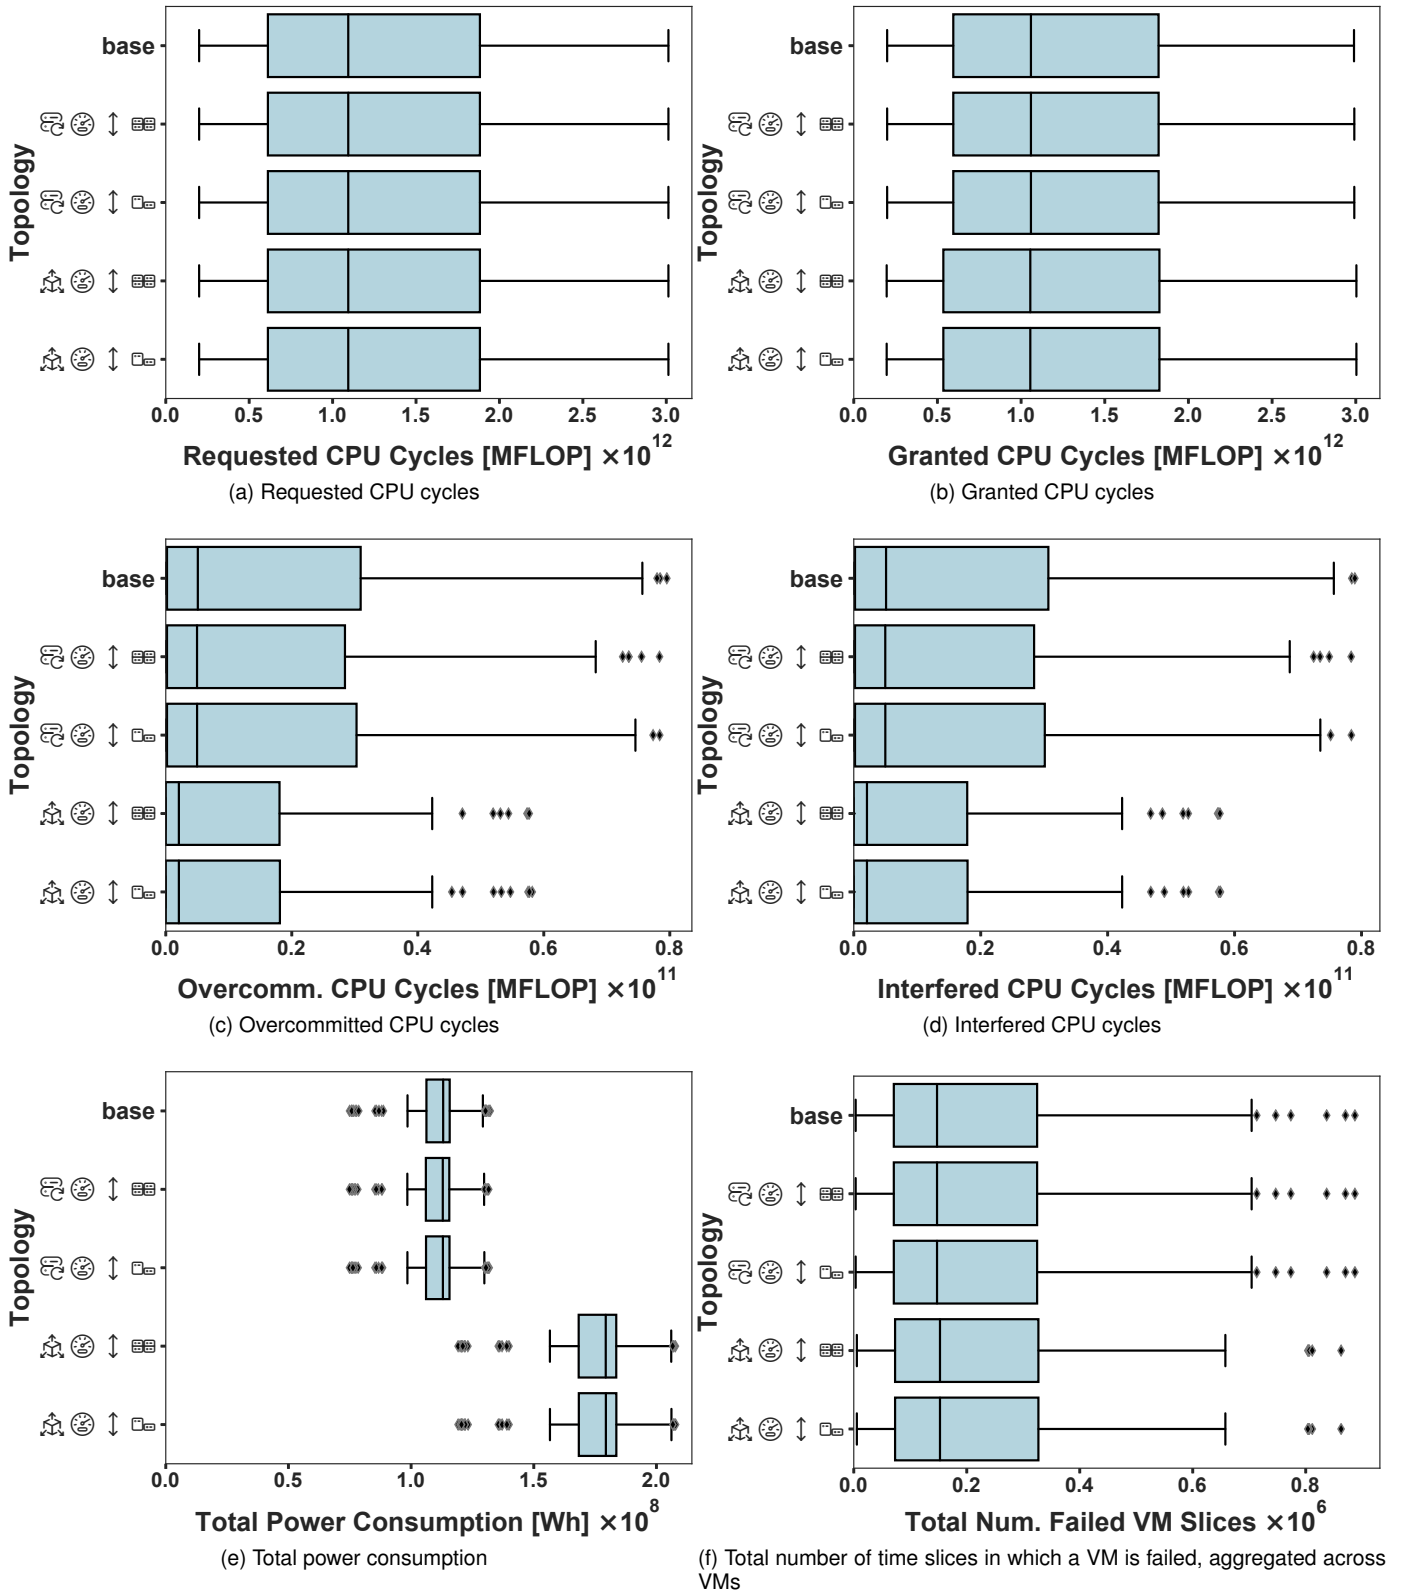 base
Topology
0.0 0.5 1.0 1.5 2.0 2.5 3.0
Requested CPU Cycles [MFLOP] ×10^12
(a) Requested CPU cycles
base
Topology
0.0 0.5 1.0 1.5 2.0 2.5 3.0
Granted CPU Cycles [MFLOP] ×10^12
(b) Granted CPU cycles
base
Topology
0.0 0.2 0.4 0.6 0.8
Overcomm. CPU Cycles [MFLOP] ×10^11
(c) Overcommitted CPU cycles
base
Topology
0.0 0.2 0.4 0.6 0.8
Interfered CPU Cycles [MFLOP] ×10^11
(d) Interfered CPU cycles
base
Topology
0.0 0.5 1.0 1.5 2.0
Total Power Consumption [Wh] ×10^8
(e) Total power consumption
base
Topology
0.0 0.2 0.4 0.6 0.8
Total Num. Failed VM Slices ×10^6
(f) Total number of time slices in which a VM is failed, aggregated across
VMs